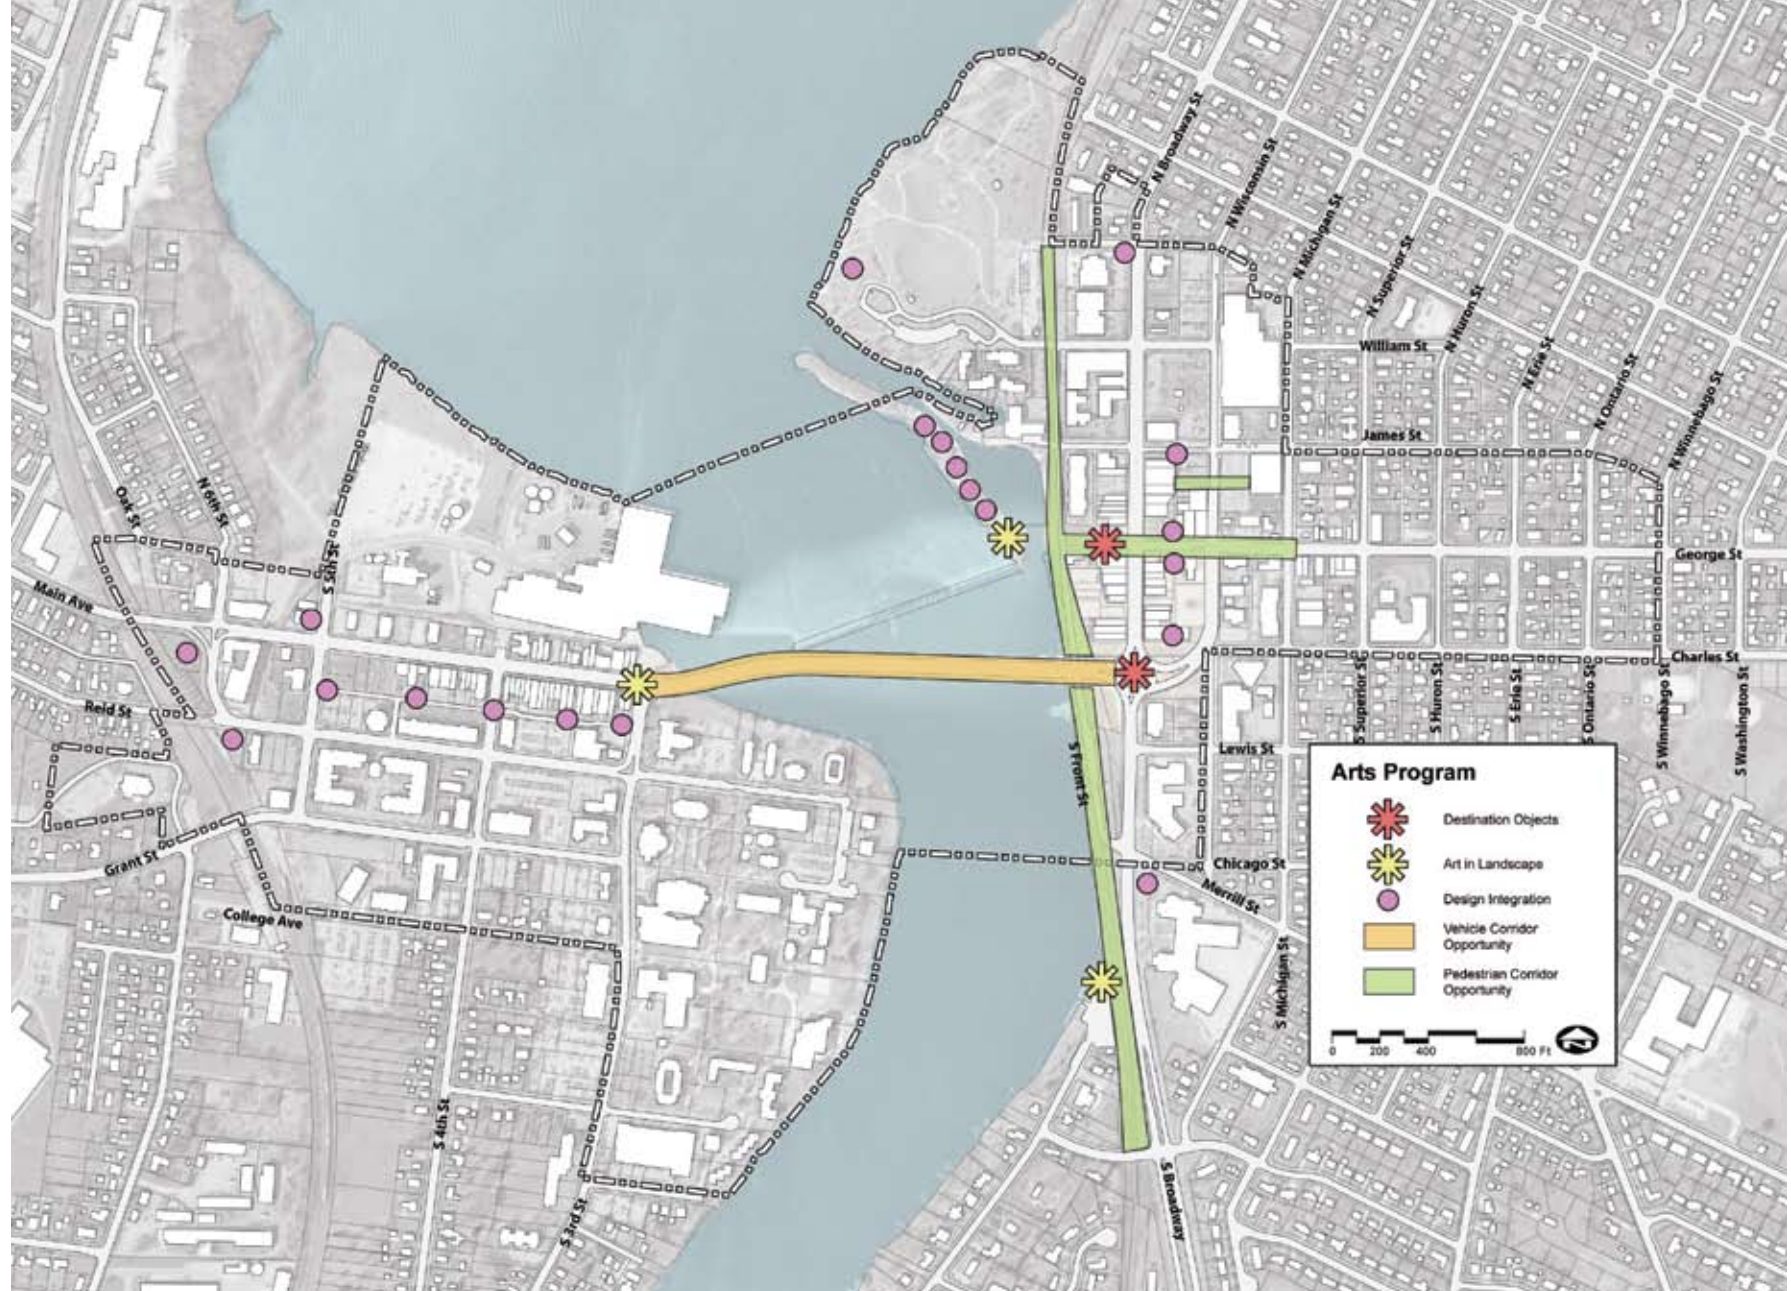 N Broadway St
N Wisconsin St
N Michigan St
N Superior St
N Huron St
William St
N Erie St
N Ontario St
N Winnebago St
James St
Oak St
N 6th St
S 5th St
George St
Main Ave
Charles St
Reid St
S Superior St
S Huron St
S Erie St
S Ontario St
S Winnebago St
S Washington St
Lewis St
S Front St
Grant St
Chicago St
Merrill St
College Ave
S Michigan St
S 4th St
S 3rd St
S Broadway
Arts Program
Destination Objects
Art in Landscape
Design Integration
Vehicle Corridor
Opportunity
Pedestrian Corridor
Opportunity
0 200 400 800 Ft
N